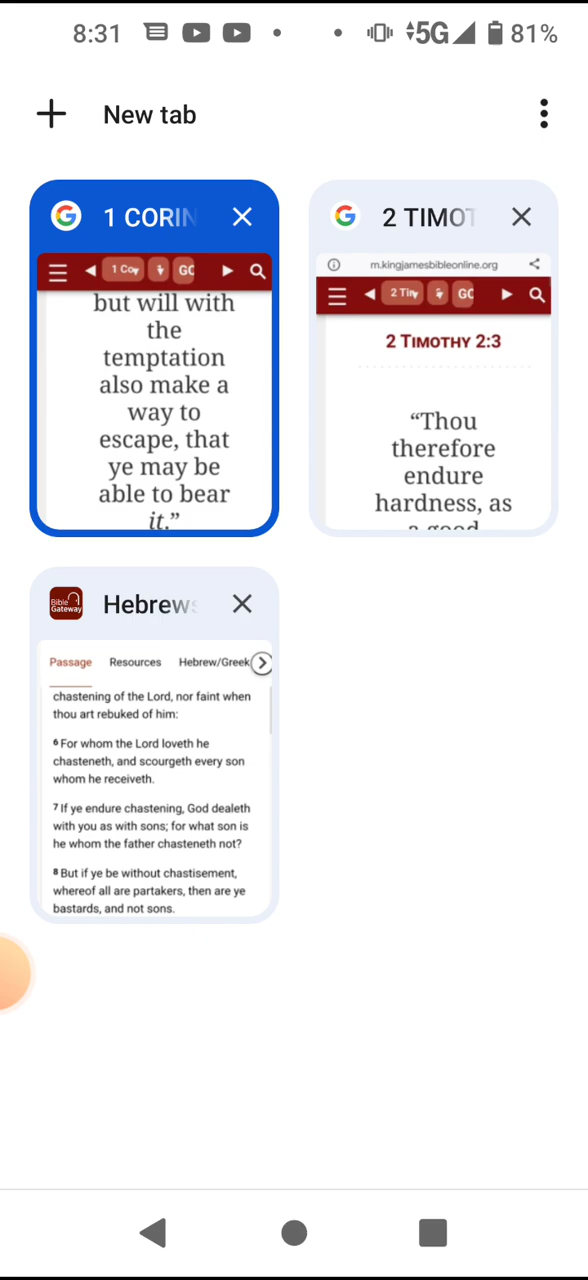 8:31 5G 81%
New tab
1 CORIN
1 Co
GO
but will with
the
temptation
also make a
way to
escape, that
ye may be
able to bear
it.”
2 TIMOT
m.kingjamesbibleonline.org
2 Tim
GO
2 TIMOTHY 2:3
“Thou
therefore
endure
hardness, as
a good
Bible
Gateway
Hebrews
Passage Resources Hebrew/Greek
chastening of the Lord, nor faint when
thou art rebuked of him:
6 For whom the Lord loveth he
chasteneth, and scourgeth every son
whom he receiveth.
7 If ye endure chastening, God dealeth
with you as with sons; for what son is
he whom the father chasteneth not?
8 But if ye be without chastisement,
whereof all are partakers, then are ye
bastards, and not sons.